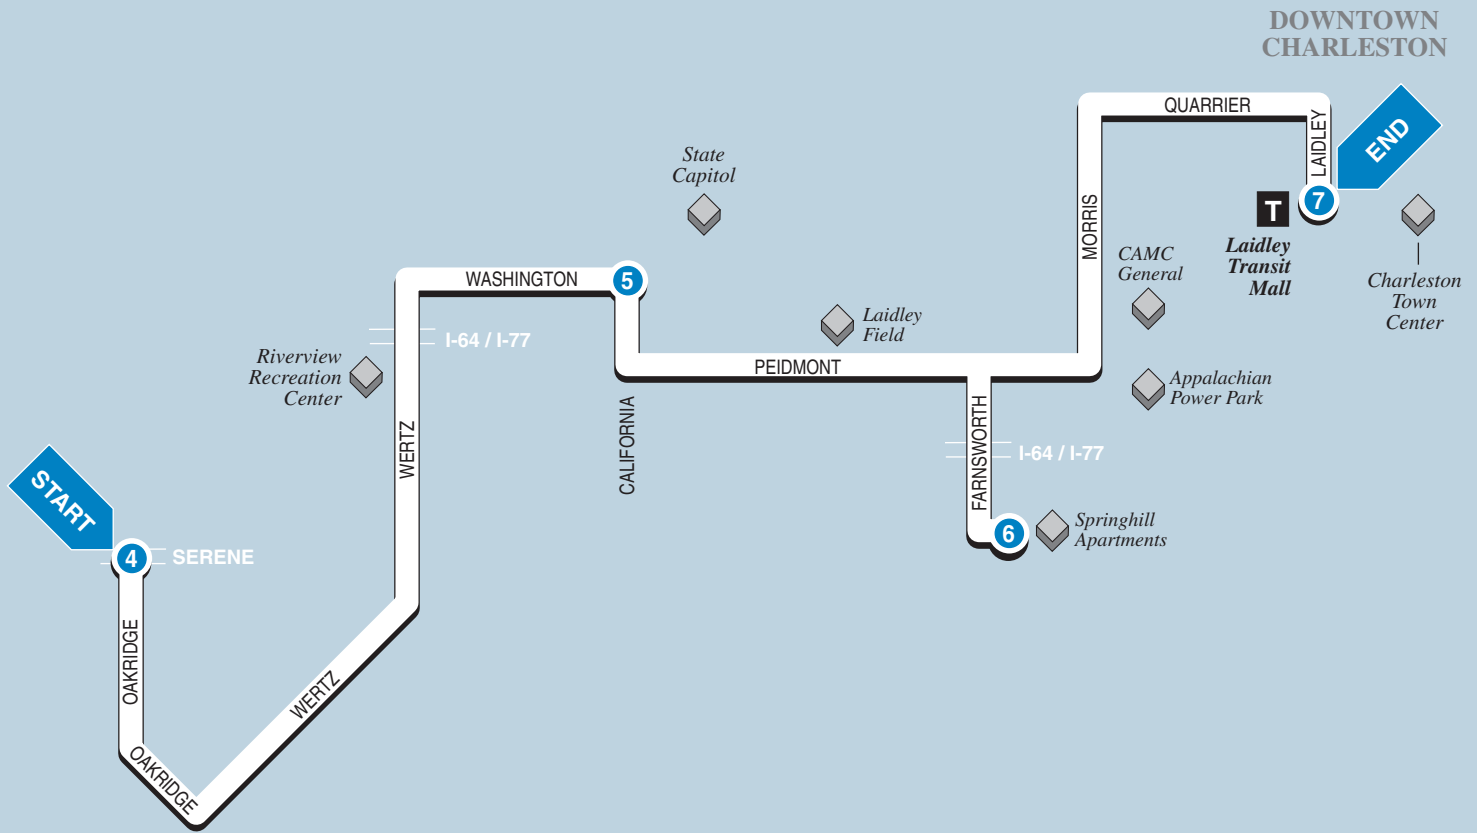 DOWNTOWN
CHARLESTON
QUARRIER
LAIDLEY
END
State
Capitol
7
T
MORRIS
Laidley
Transit
Mall
CAMC
General
Charleston
Town
Center
WASHINGTON
5
Laidley
Field
I-64 / I-77
Riverview
Recreation
Center
PEIDMONT
Appalachian
Power Park
WERTZ
CALIFORNIA
FARNSWORTH
I-64 / I-77
START
4
SERENE
6
Springhill
Apartments
OAKRIDGE
WERTZ
OAKRIDGE